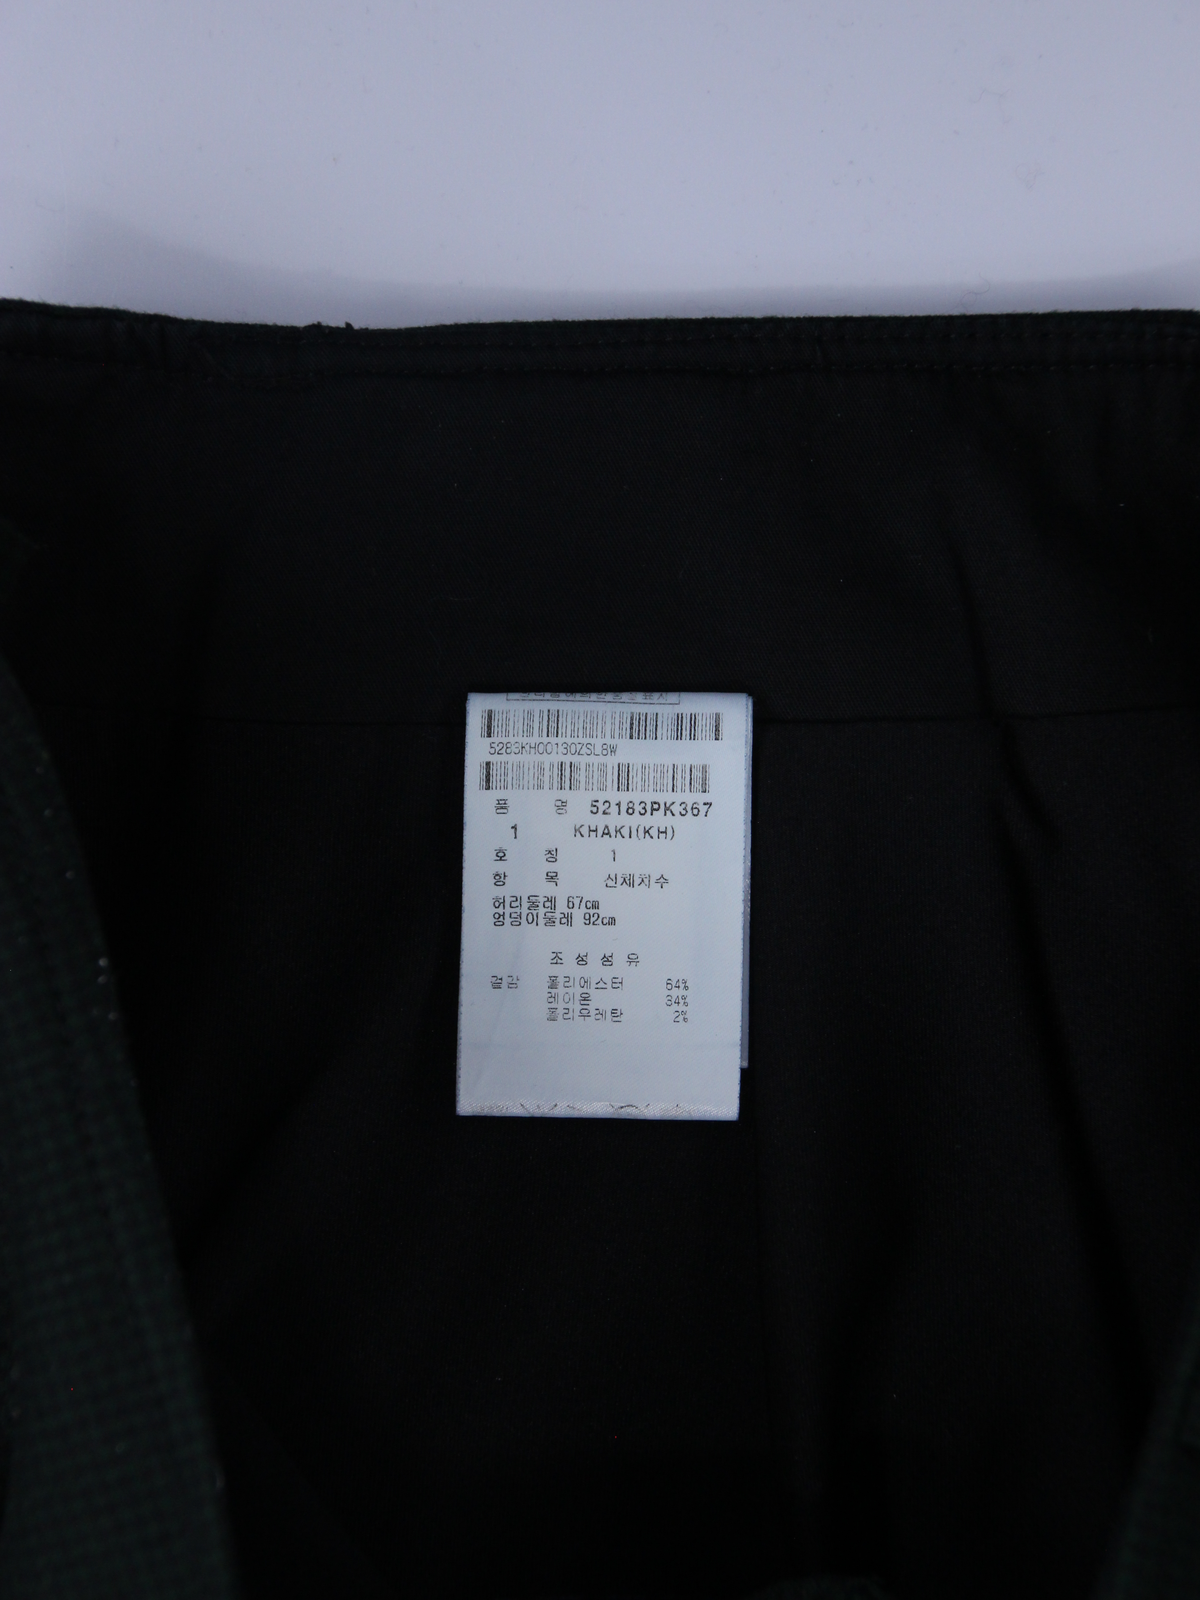 5283KH00130ZSL8W
품 명 52183PK367
1 KHAKI(KH)
호 칭 1
항 목 신체치수
허리둘레 67cm
엉덩이둘레 92cm
조 성 섬 유
겉감 폴리에스터 64%
레이온 34%
폴리우레탄 2%